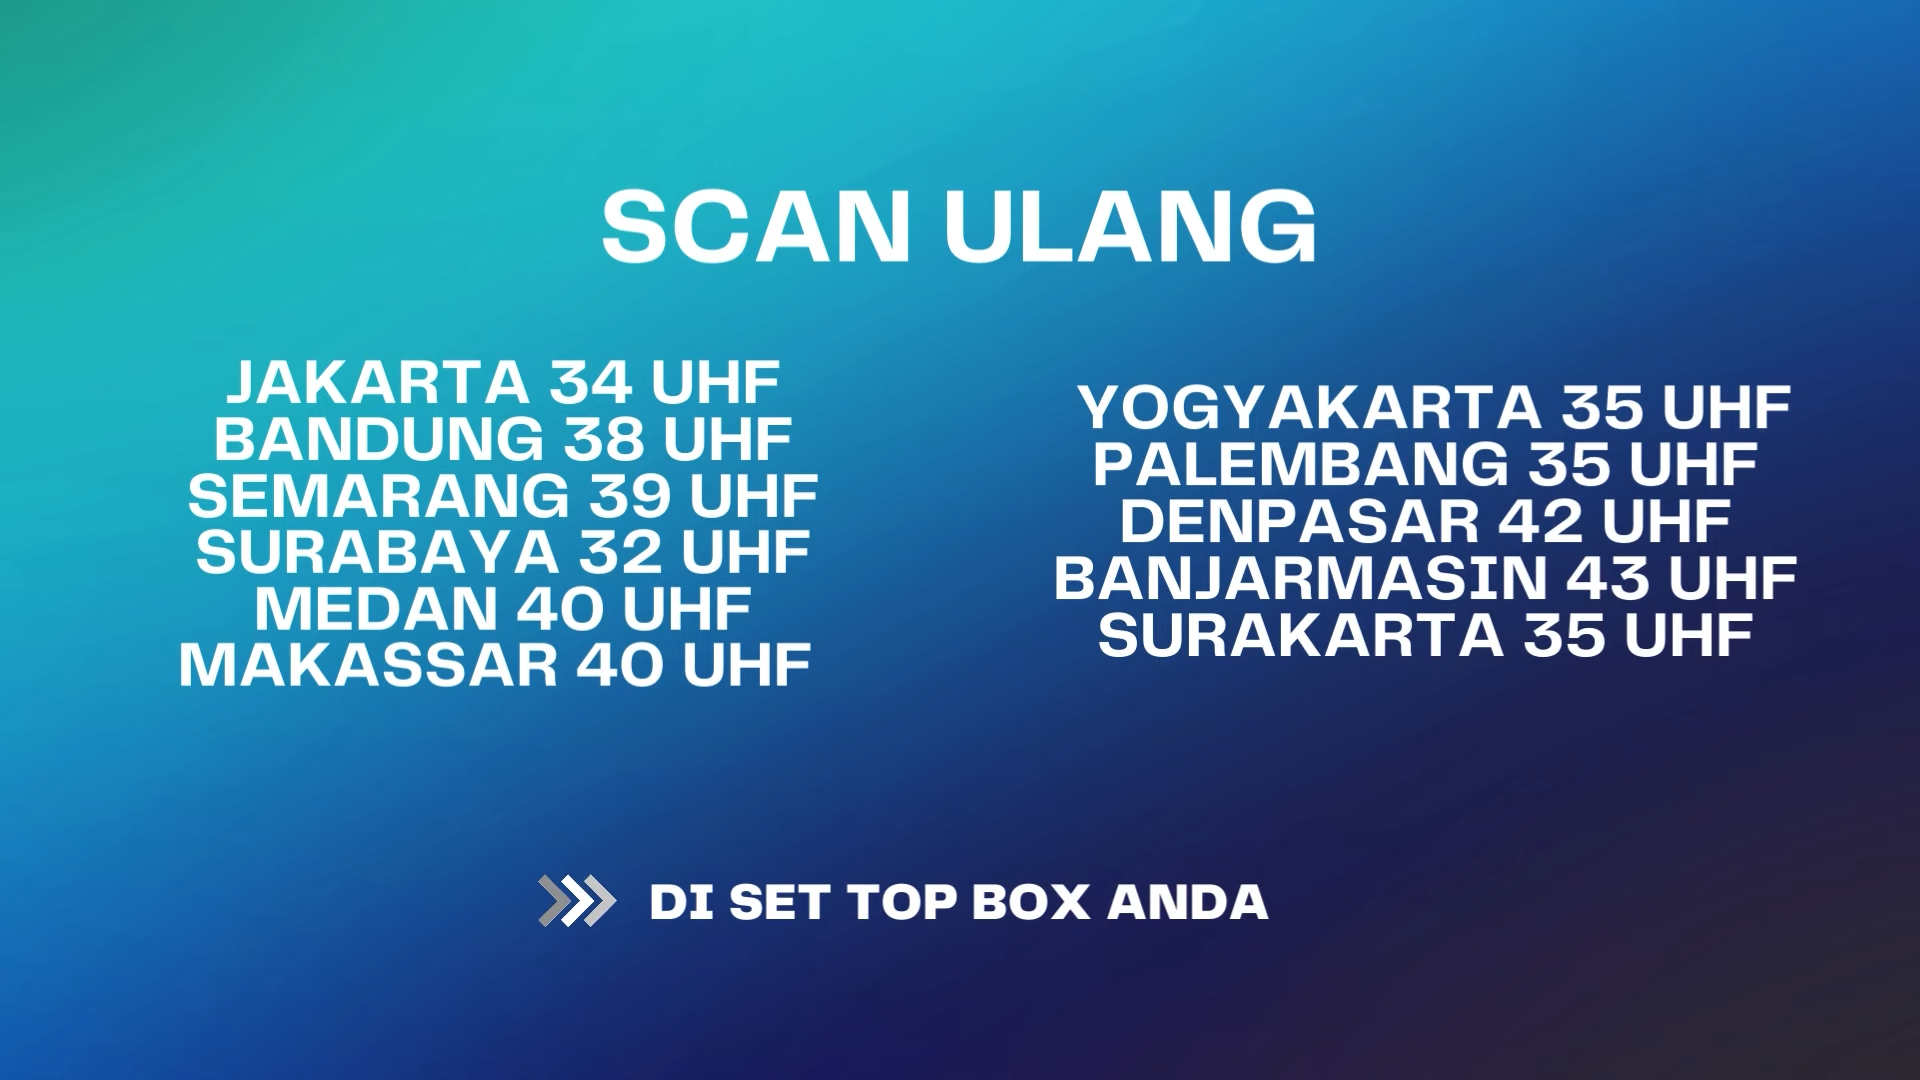 SCAN ULANG
JAKARTA 34 UHF
BANDUNG 38 UHF
SEMARANG 39 UHF
SURABAYA 32 UHF
MEDAN 40 UHF
MAKASSAR 40 UHF
YOGYAKARTA 35 UHF
PALEMBANG 35 UHF
DENPASAR 42 UHF
BANJARMASIN 43 UHF
SURAKARTA 35 UHF
DI SET TOP BOX ANDA